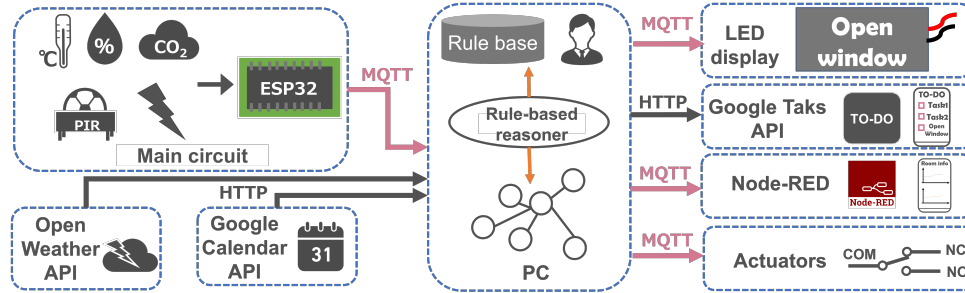 °C
%
CO2
ESP32
PIR
Main circuit
MQTT
HTTP
Open
Weather
API
Google
Calendar
API
31
Rule base
Rule-based
reasoner
PC
MQTT
LED
display
Open
window
HTTP
Google Taks
API
TO-DO
TO-DO
Task1
Task2
Open
Window
MQTT
Node-RED
Node-RED
Room Info
MQTT
Actuators
COM
NC
NO